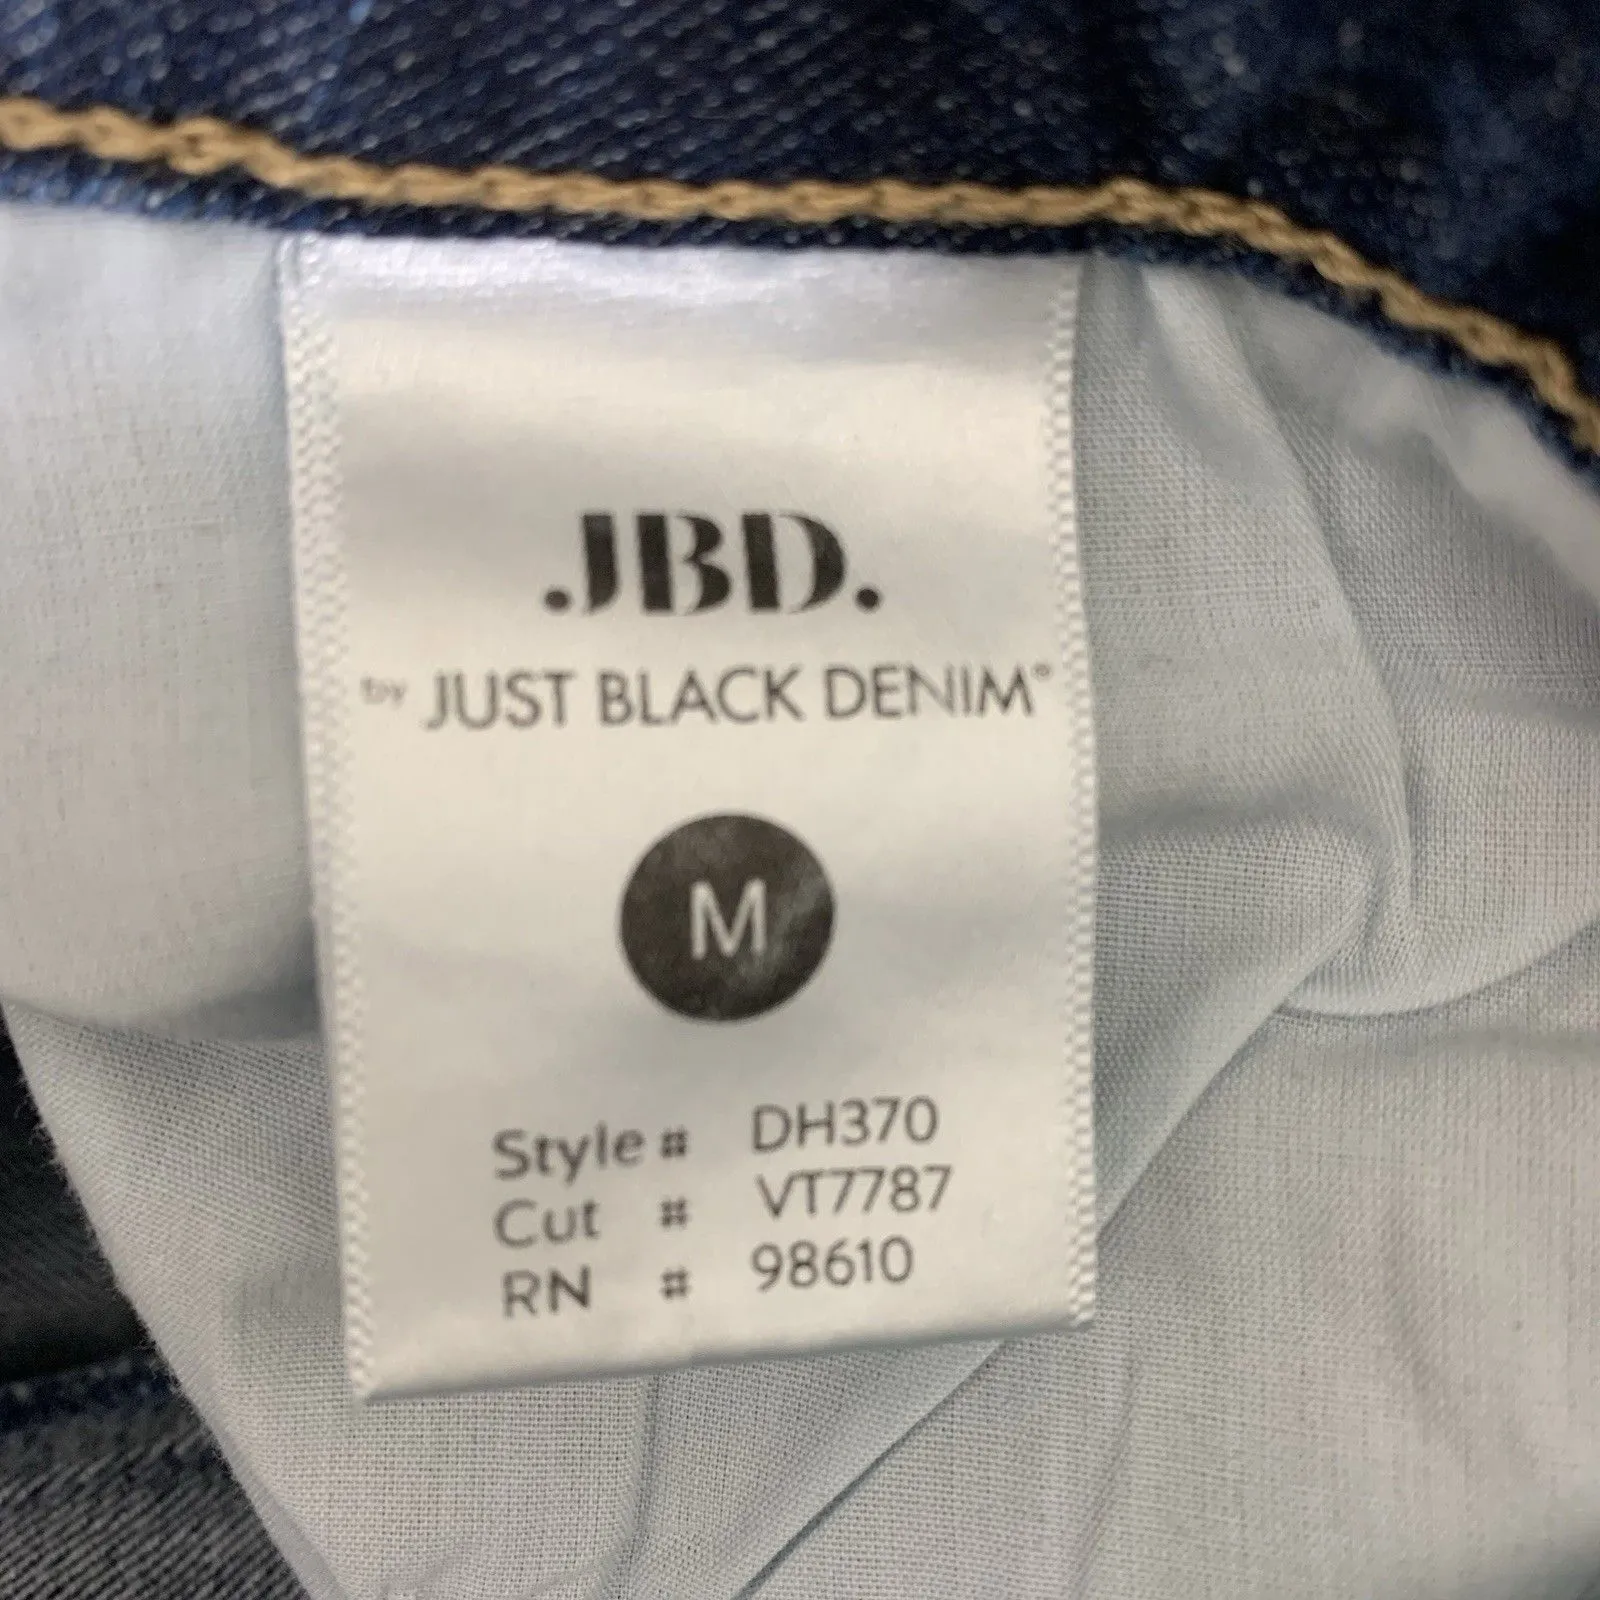 .JBD.
by JUST BLACK DENIM®
M
Style # DH370
Cut # VT7787
RN # 98610